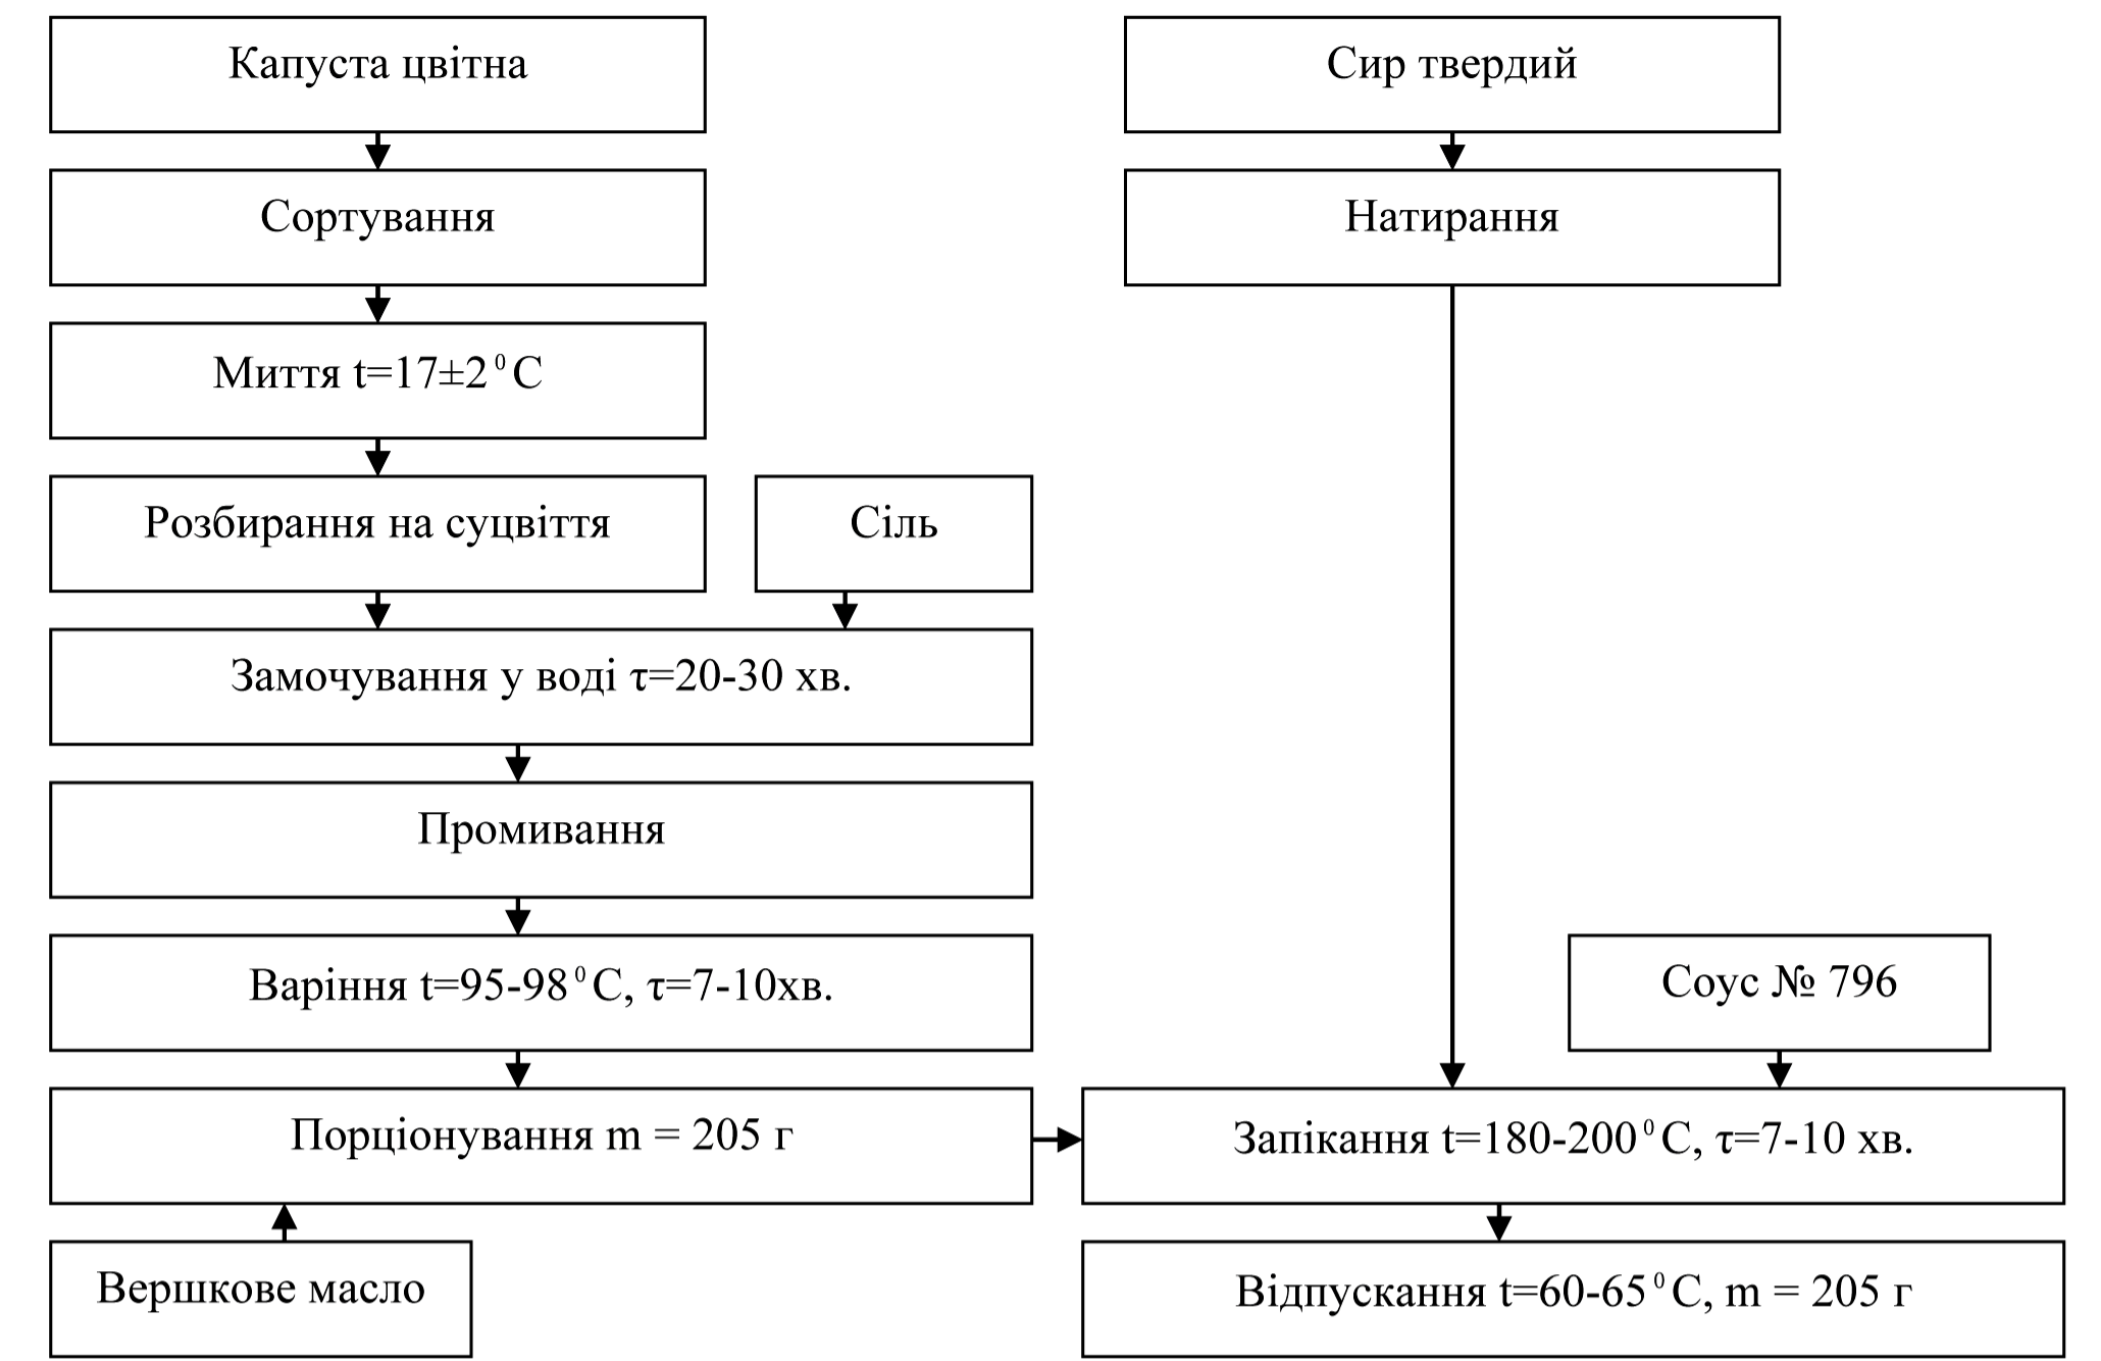 Капуста цвітна
Сир твердий
Сортування
Натирання
Миття t=17±2⁰С
Розбирання на суцвіття
Сіль
Замочування у воді τ=20-30 хв.
Промивання
Варіння t=95-98⁰С, τ=7-10хв.
Соус № 796
Порціонування m = 205 г
Запікання t=180-200⁰С, τ=7-10 хв.
Вершкове масло
Відпускання t=60-65⁰С, m = 205 г